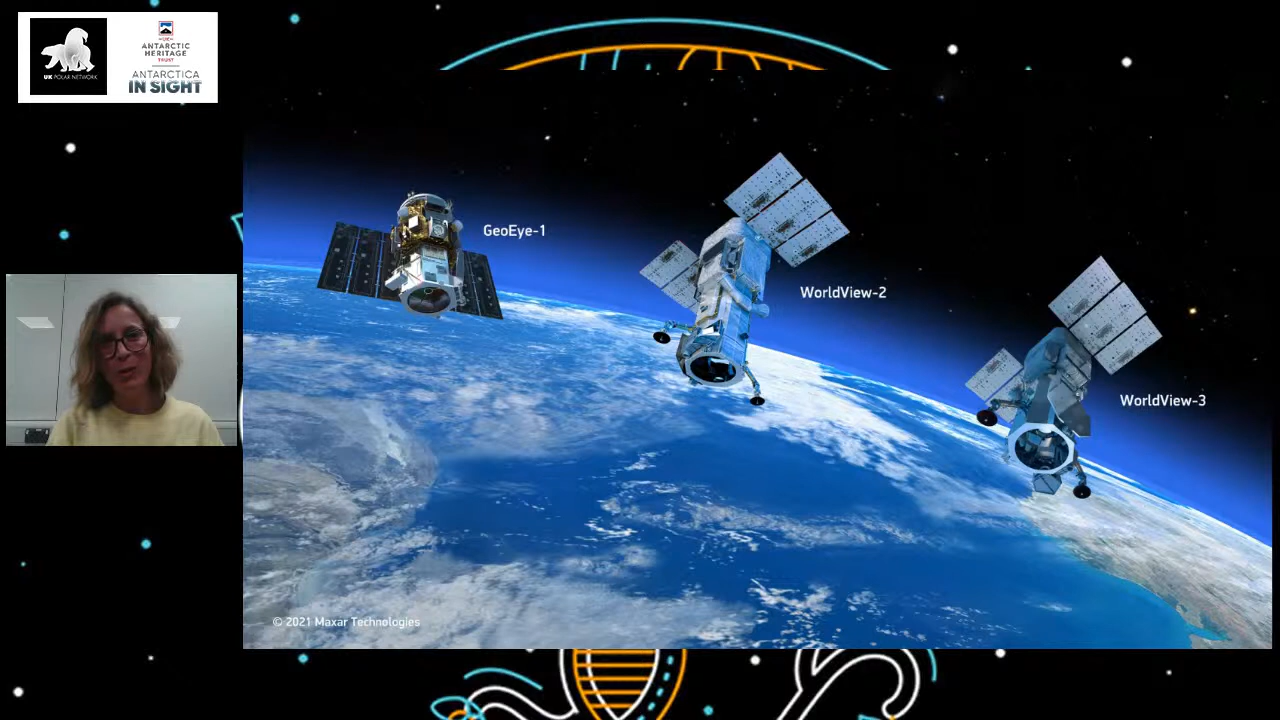 UK POLAR NETWORK
UK
ANTARCTIC
HERITAGE
TRUST
ANTARCTICA
IN SIGHT
GeoEye-1
WorldView-2
WorldView-3
© 2021 Maxar Technologies